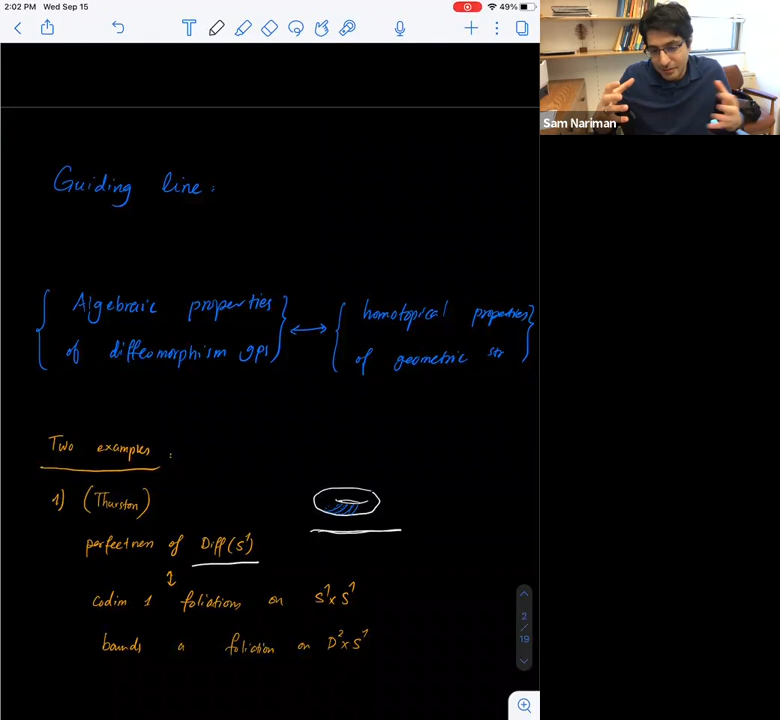 2:02 PM Wed Sep 15
49%
Sam Nariman
Guiding line:
{ Algebraic properties of diffeomorphism gps } ↔ { homotopical properties of geometric str }
Two examples:
1) (Thurston)
perfectness of Diff(S¹)
↕
codim 1 foliations on S¹×S¹
bounds a foliation on D²×S¹
2
/
19